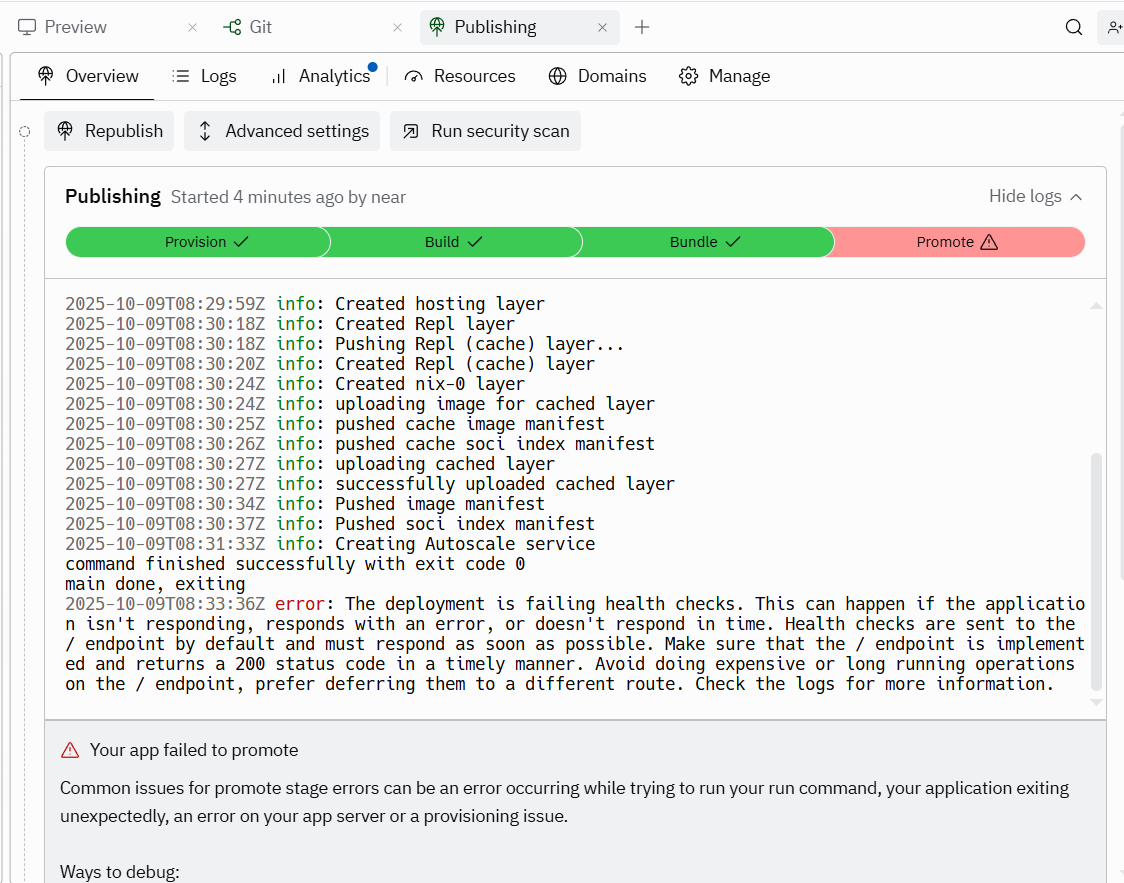 Preview
Git
Publishing
Overview
Logs
Analytics
Resources
Domains
Manage
Republish
Advanced settings
Run security scan
Publishing Started 4 minutes ago by near
Hide logs
Provision
Build
Bundle
Promote
2025-10-09T08:29:59Z info: Created hosting layer
2025-10-09T08:30:18Z info: Created Repl layer
2025-10-09T08:30:18Z info: Pushing Repl (cache) layer...
2025-10-09T08:30:20Z info: Created Repl (cache) layer
2025-10-09T08:30:24Z info: Created nix-0 layer
2025-10-09T08:30:24Z info: uploading image for cached layer
2025-10-09T08:30:25Z info: pushed cache image manifest
2025-10-09T08:30:26Z info: pushed cache soci index manifest
2025-10-09T08:30:27Z info: uploading cached layer
2025-10-09T08:30:27Z info: successfully uploaded cached layer
2025-10-09T08:30:34Z info: Pushed image manifest
2025-10-09T08:30:37Z info: Pushed soci index manifest
2025-10-09T08:31:33Z info: Creating Autoscale service
command finished successfully with exit code 0
main done, exiting
2025-10-09T08:33:36Z error: The deployment is failing health checks. This can happen if the applicatio
n isn't responding, responds with an error, or doesn't respond in time. Health checks are sent to the
/ endpoint by default and must respond as soon as possible. Make sure that the / endpoint is implement
ed and returns a 200 status code in a timely manner. Avoid doing expensive or long running operations
on the / endpoint, prefer deferring them to a different route. Check the logs for more information.
Your app failed to promote
Common issues for promote stage errors can be an error occurring while trying to run your run command, your application exiting
unexpectedly, an error on your app server or a provisioning issue.
Ways to debug: